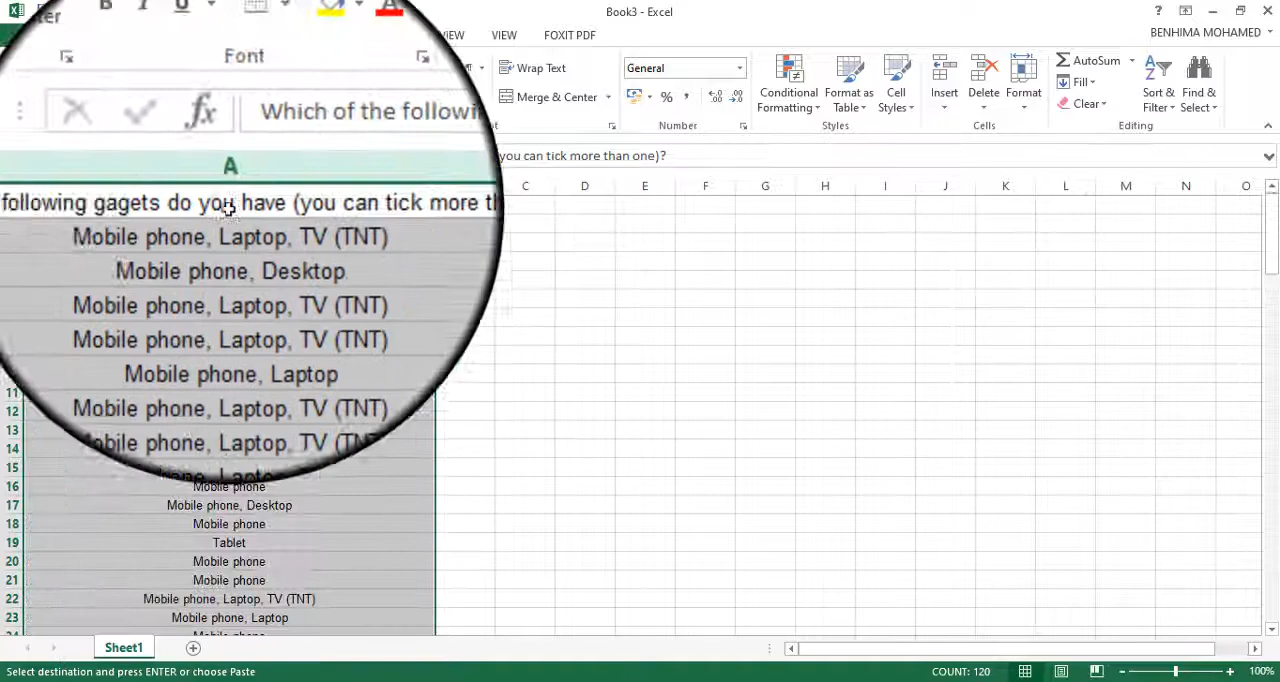 Book3 - Excel
BENHIMA MOHAMED
VIEW FOXIT PDF
B I U A
Font
Wrap Text
Merge & Center
General
%
Number
Conditional Formatting
Format as Table
Cell Styles
Styles
Insert
Delete
Format
Cells
AutoSum
Fill
Clear
Sort & Filter
Find & Select
Editing
fx Which of the followi
you can tick more than one)?
A C D E F G H I J K L M N O
following gagets do you have (you can tick more t
Mobile phone, Laptop, TV (TNT)
Mobile phone, Desktop
Mobile phone, Laptop, TV (TNT)
Mobile phone, Laptop, TV (TNT)
Mobile phone, Laptop
11
12 Mobile phone, Laptop, TV (TNT)
13
14 Mobile phone, Laptop, TV (TN
15
16 Mobile phone
17 Mobile phone, Desktop
18 Mobile phone
19 Tablet
20 Mobile phone
21 Mobile phone
22 Mobile phone, Laptop, TV (TNT)
23 Mobile phone, Laptop
Sheet1
Select destination and press ENTER or choose Paste
COUNT: 120
100%